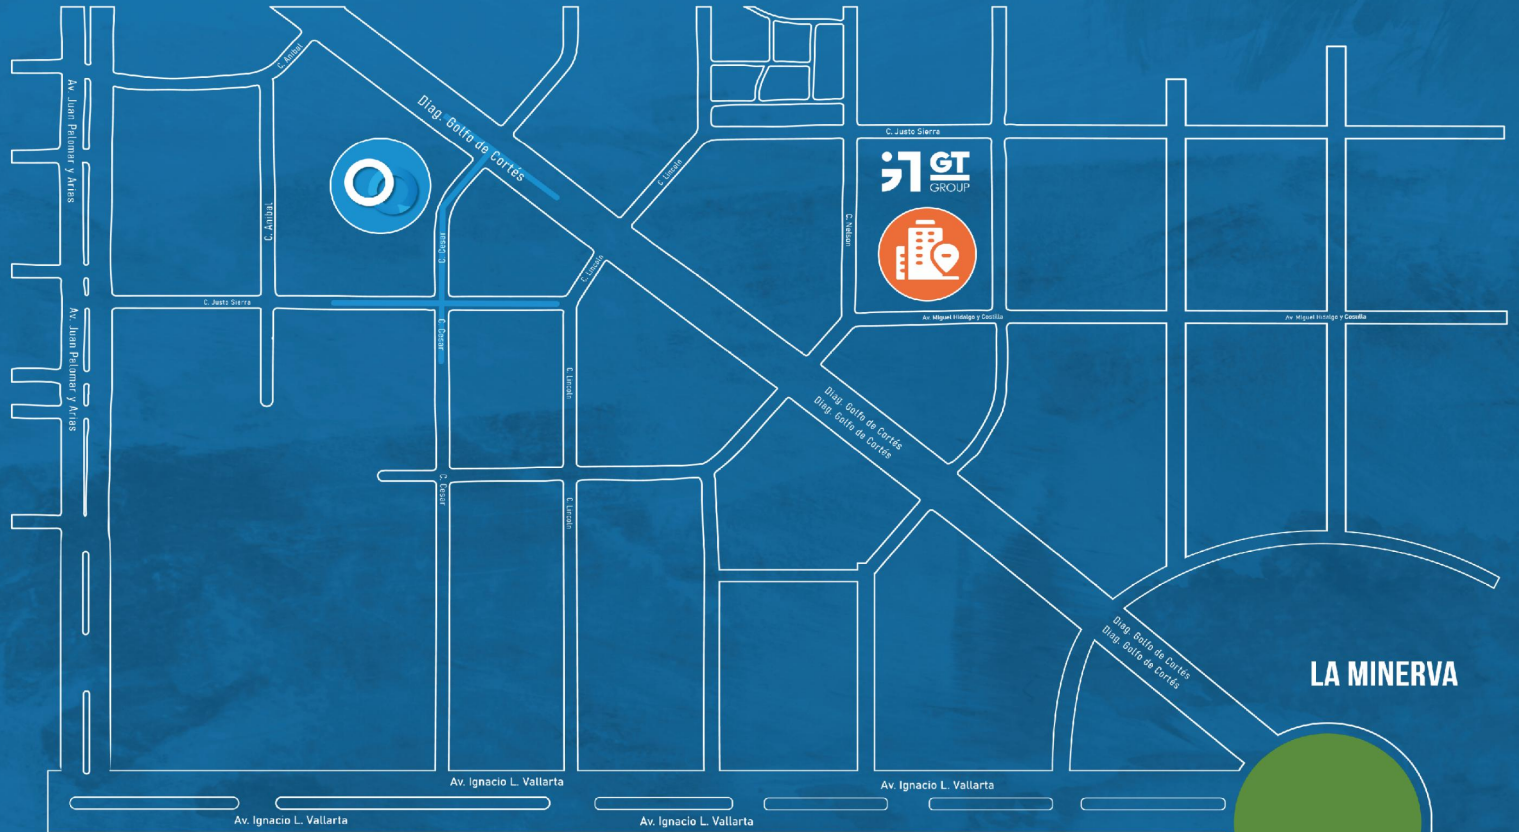 C. Anibal
Av. Juan Palomar y Arias
Diag. Golfo de Cortés
C. Justo Sierra
GT
GROUP
C. Lincoln
C. Anibal
C. Nelson
C. Cesar
C. Lincoln
C. Justo Sierra
Av. Miguel Hidalgo y Costilla
Av. Miguel Hidalgo y Costilla
Av. Juan Palomar y Arias
C. Cesar
C. Lincoln
Diag. Golfo de Cortés
Diag. Golfo de Cortés
C. Cesar
C. Lincoln
Diag. Golfo de Cortés
Diag. Golfo de Cortés
LA MINERVA
Av. Ignacio L. Vallarta
Av. Ignacio L. Vallarta
Av. Ignacio L. Vallarta
Av. Ignacio L. Vallarta